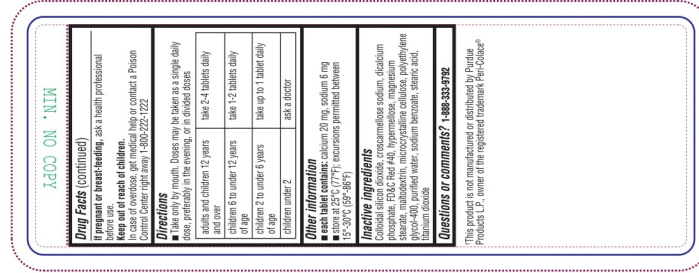 MIN. NO COPY
Drug Facts (continued)
If pregnant or breast-feeding, ask a health professional
before use.
Keep out of reach of children.
In case of overdose, get medical help or contact a Poison
Control Center right away 1-800-222-1222
Directions
■ Take only by mouth. Doses may be taken as a single daily
dose, preferably in the evening, or in divided doses
adults and children 12 years
and over
take 2-4 tablets daily
children 6 to under 12 years
of age
take 1-2 tablets daily
children 2 to under 6 years
of age
take up to 1 tablet daily
children under 2
ask a doctor
Other information
■ each tablet contains: calcium 20 mg, sodium 6 mg
■ store at 25°C (77°F); excursions permitted between
15°-30°C (59°-86°F)
Inactive ingredients
Colloidal silicon dioxide, croscarmellose sodium, dicalcium
phosphate, FD&C Red #40, hypermellose, magnesium
stearate, maltodextrin, microcrystalline cellulose, polyethylene
glycol-400, purified water, sodium benzoate, stearic acid,
titanium dioxide
Questions or comments? 1-888-333-9792
†This product is not manufactured or distributed by Purdue
Products L.P., owner of the registered trademark Peri-Colace®